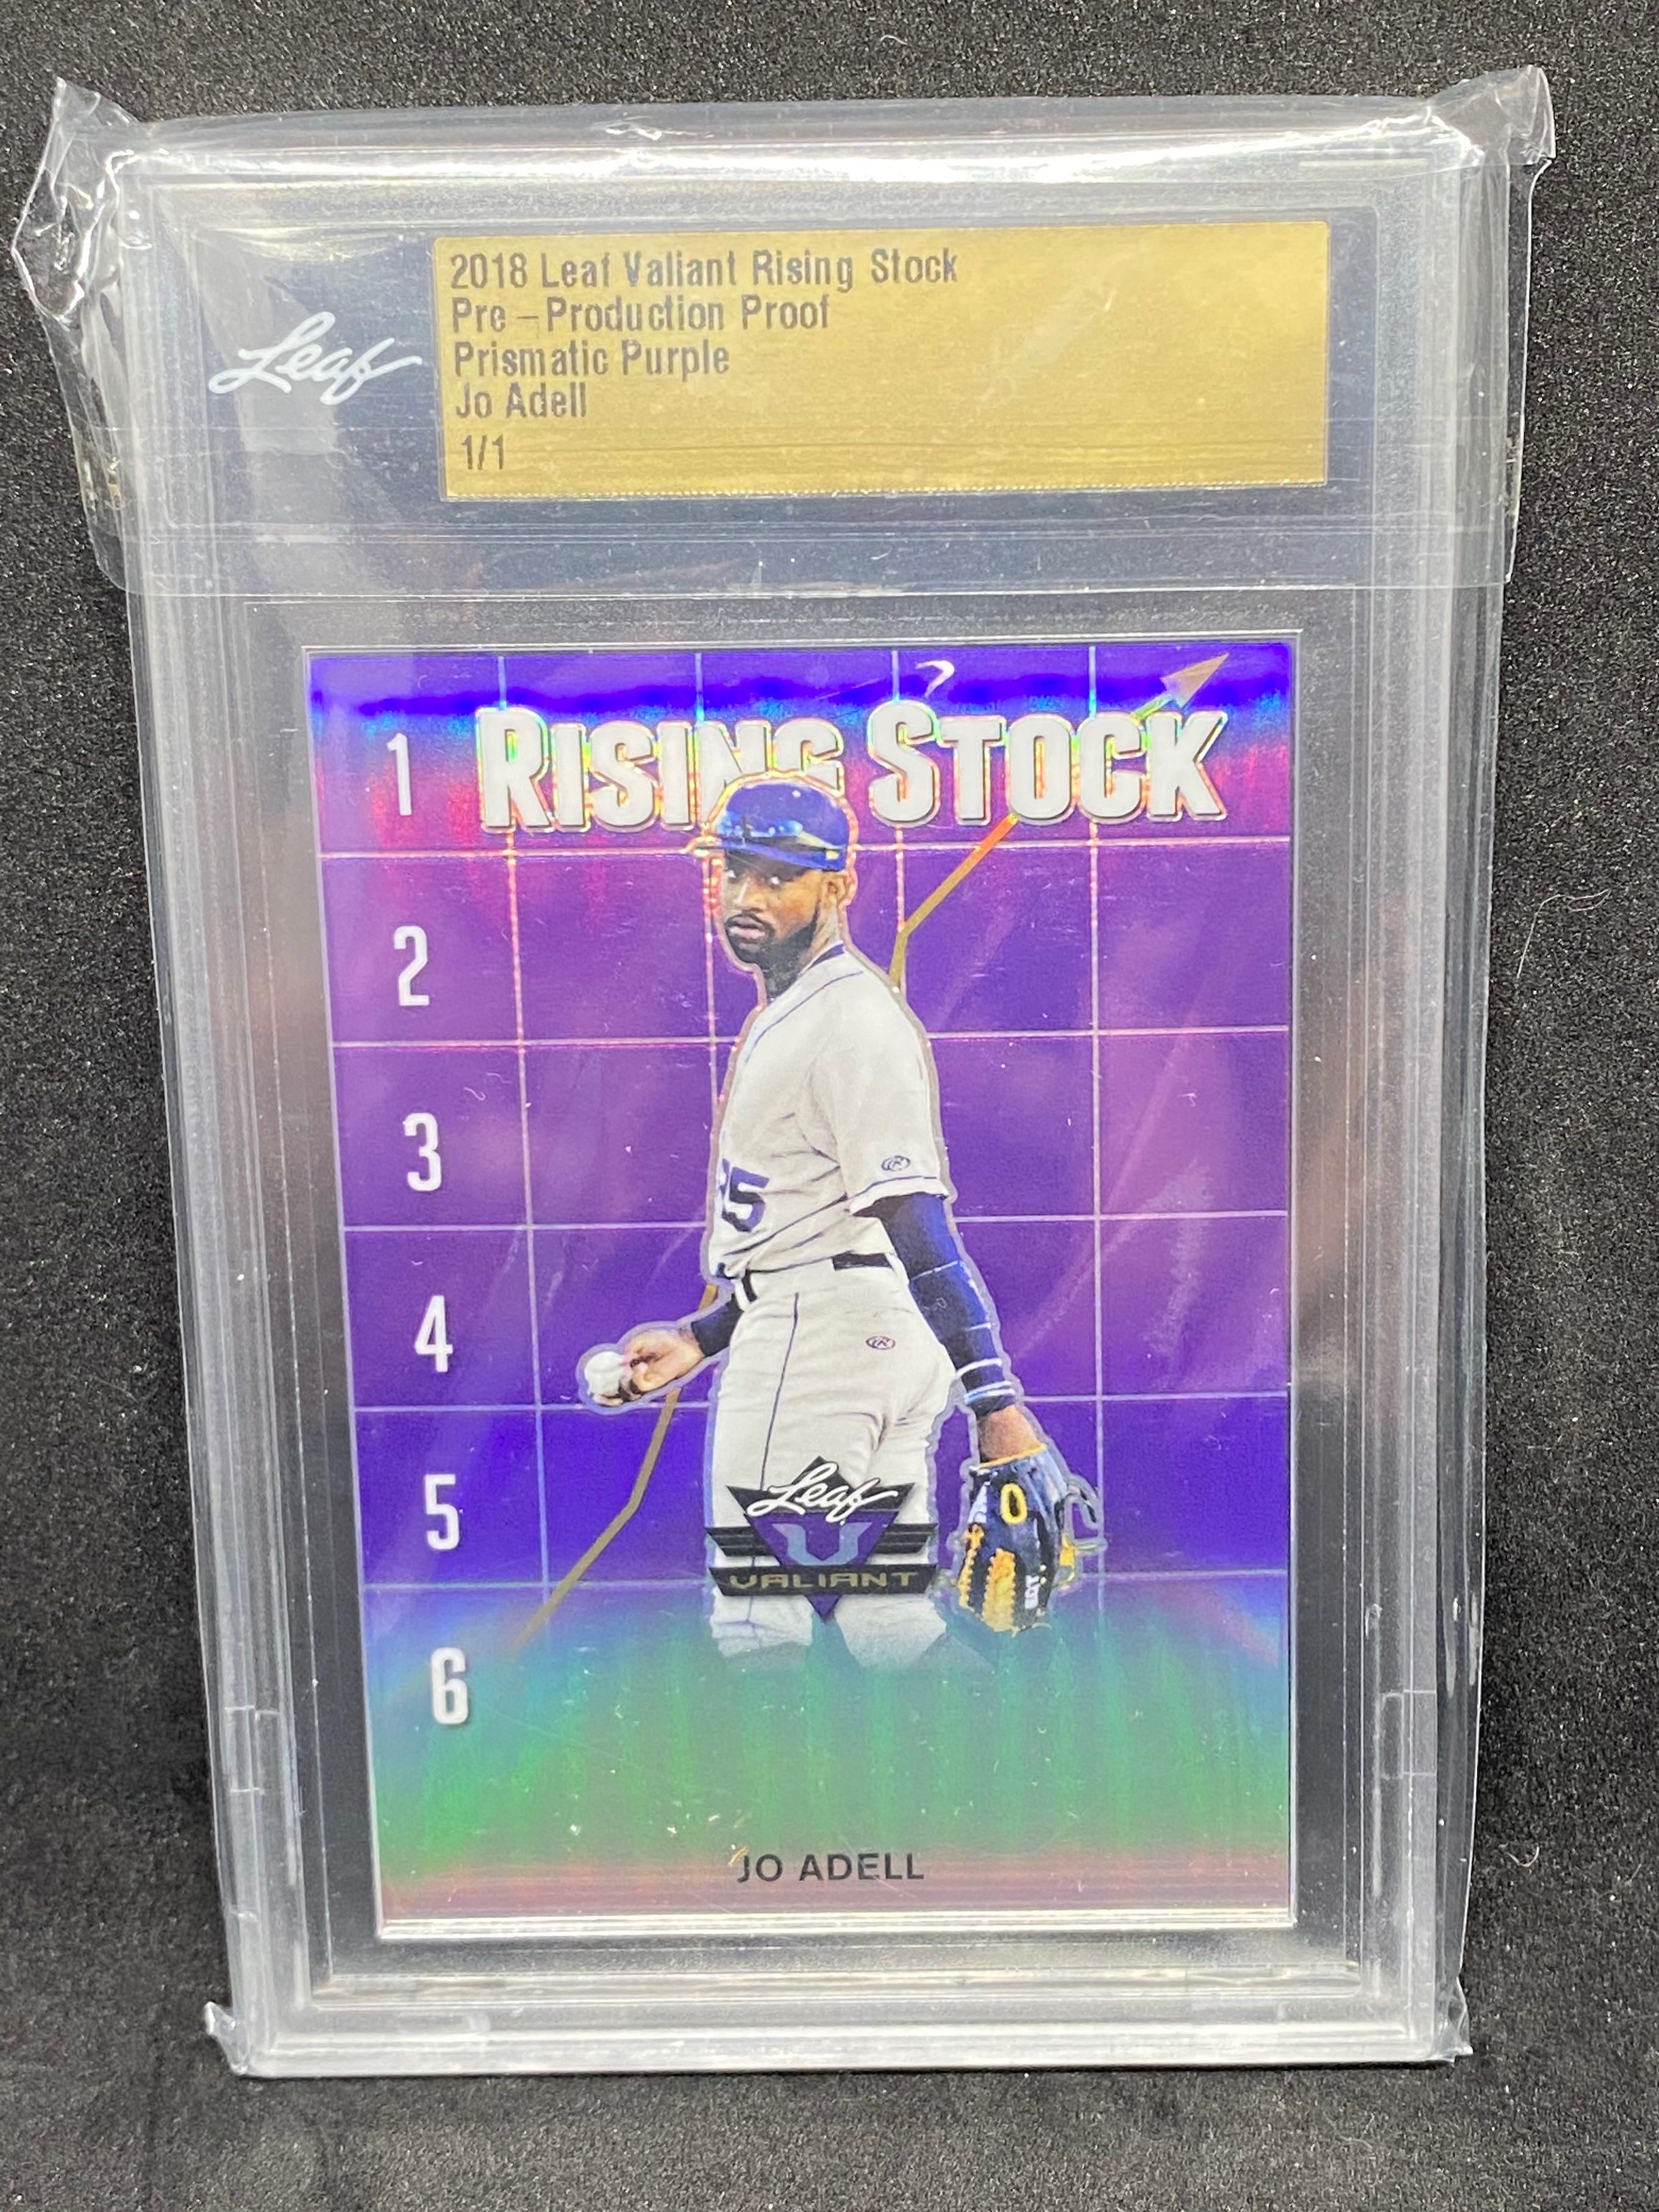 Leaf
2018 Leaf Valiant Rising Stock
Pre-Production Proof
Prismatic Purple
Jo Adell
1/1
RISING STOCK
1
2
3
4
5
6
Leaf
VALIANT
JO ADELL